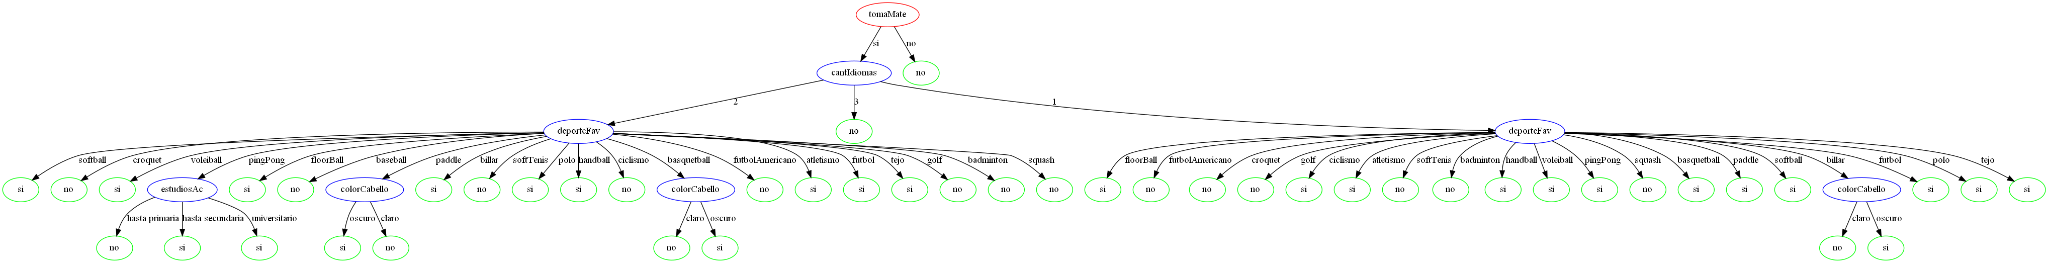 tomaMate
si no
cantIdiomas no
2 3 1
deporteFav no deporteFav
softball croquet voleiball pingPong floorBall baseball paddle billar softTenis polo handball ciclismo basquetball futbolAmericano atletismo futbol tejo golf badminton squash floorBall futbolAmericano croquet golf ciclismo atletismo softTenis badminton handball voleiball pingPong squash basquetball paddle softball billar futbol polo tejo
si no si estudiosAc si no colorCabello si no si si no colorCabello no si si si no no no si no no no si si no no si si si no si si si colorCabello si si si
hasta primaria hasta secundaria universitario oscuro claro claro oscuro claro oscuro
no si si si no no si no si